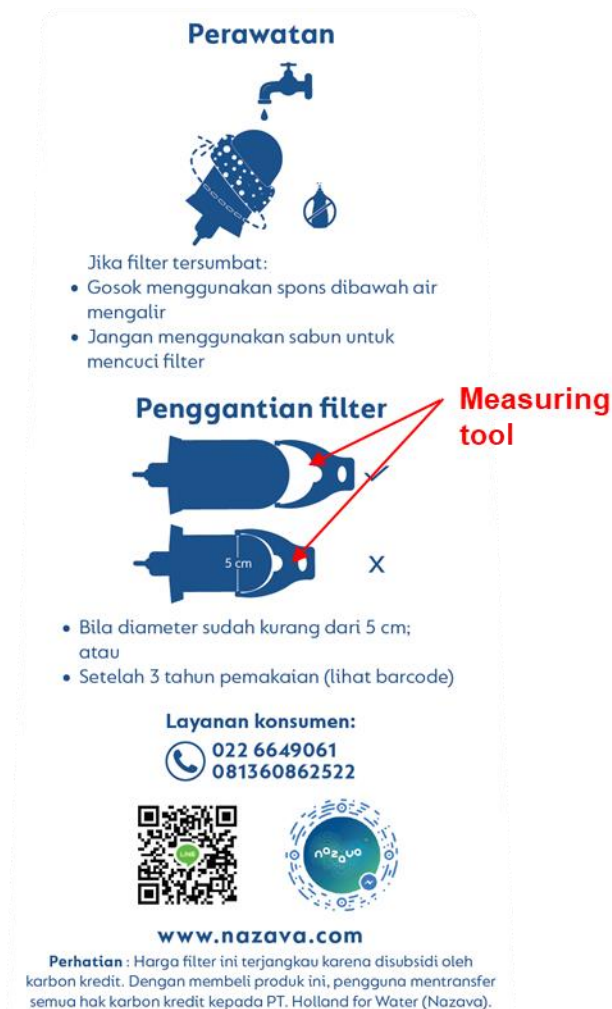 Perawatan
Jika filter tersumbat:
• Gosok menggunakan spons dibawah air
mengalir
• Jangan menggunakan sabun untuk
mencuci filter
Penggantian filter
Measuring
tool
5 cm
X
• Bila diameter sudah kurang dari 5 cm;
atau
• Setelah 3 tahun pemakaian (lihat barcode)
Layanan konsumen:
022 6649061
081360862522
LINE
nazava
www.nazava.com
Perhatian : Harga filter ini terjangkau karena disubsidi oleh
karbon kredit. Dengan membeli produk ini, pengguna mentransfer
semua hak karbon kredit kepada PT. Holland for Water (Nazava).